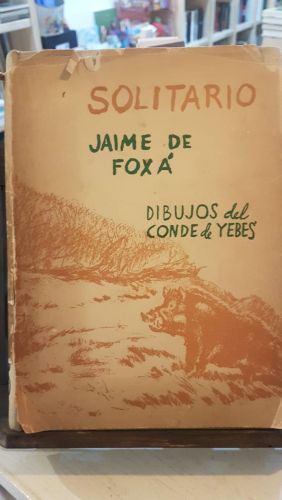 SOLITARIO
JAIME DE
FOXÁ
DIBUJOS del
CONDE de YEBES